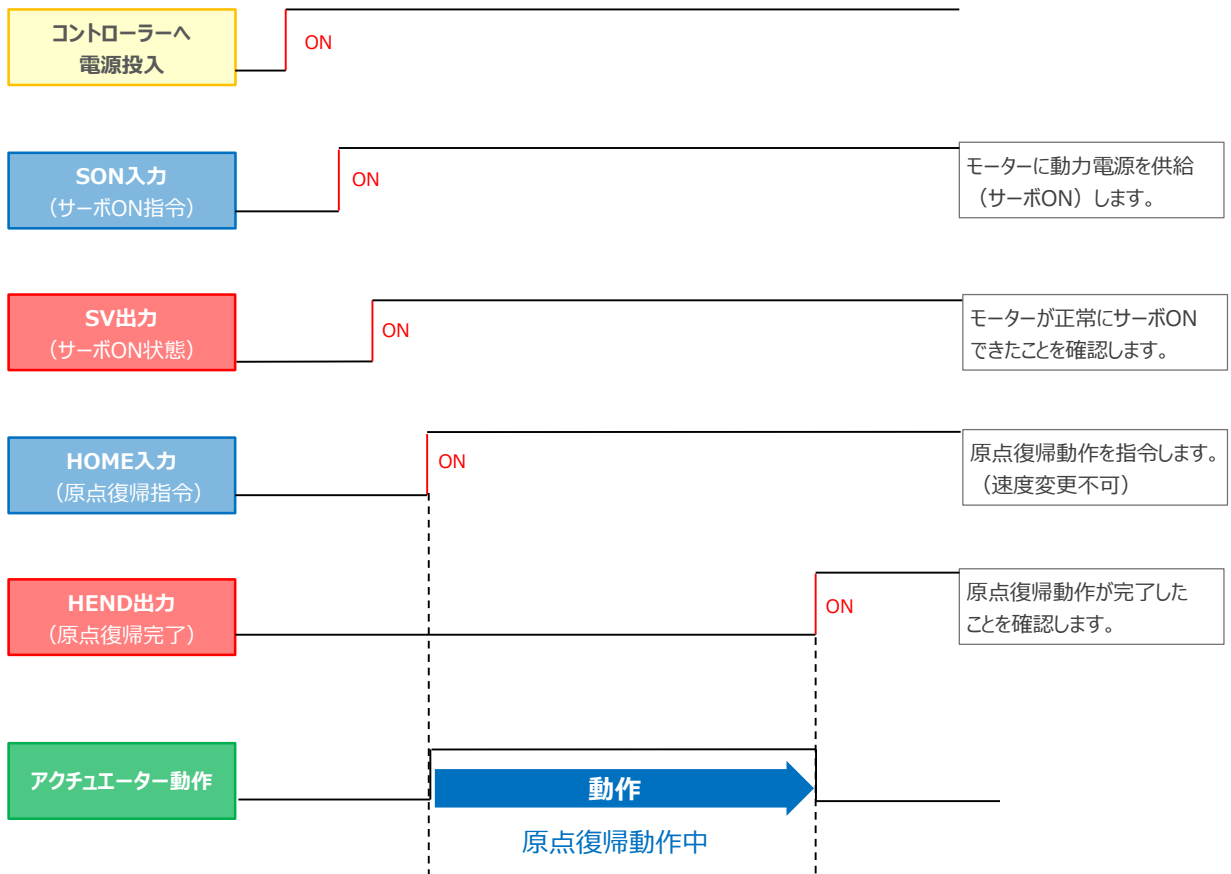 コントローラーへ
電源投入
ON
SON入力
（サーボON指令）
ON
モーターに動力電源を供給
（サーボON）します。
SV出力
（サーボON状態）
ON
モーターが正常にサーボON
できたことを確認します。
HOME入力
（原点復帰指令）
ON
原点復帰動作を指令します。
（速度変更不可）
HEND出力
（原点復帰完了）
ON
原点復帰動作が完了した
ことを確認します。
アクチュエーター動作
動作
原点復帰動作中